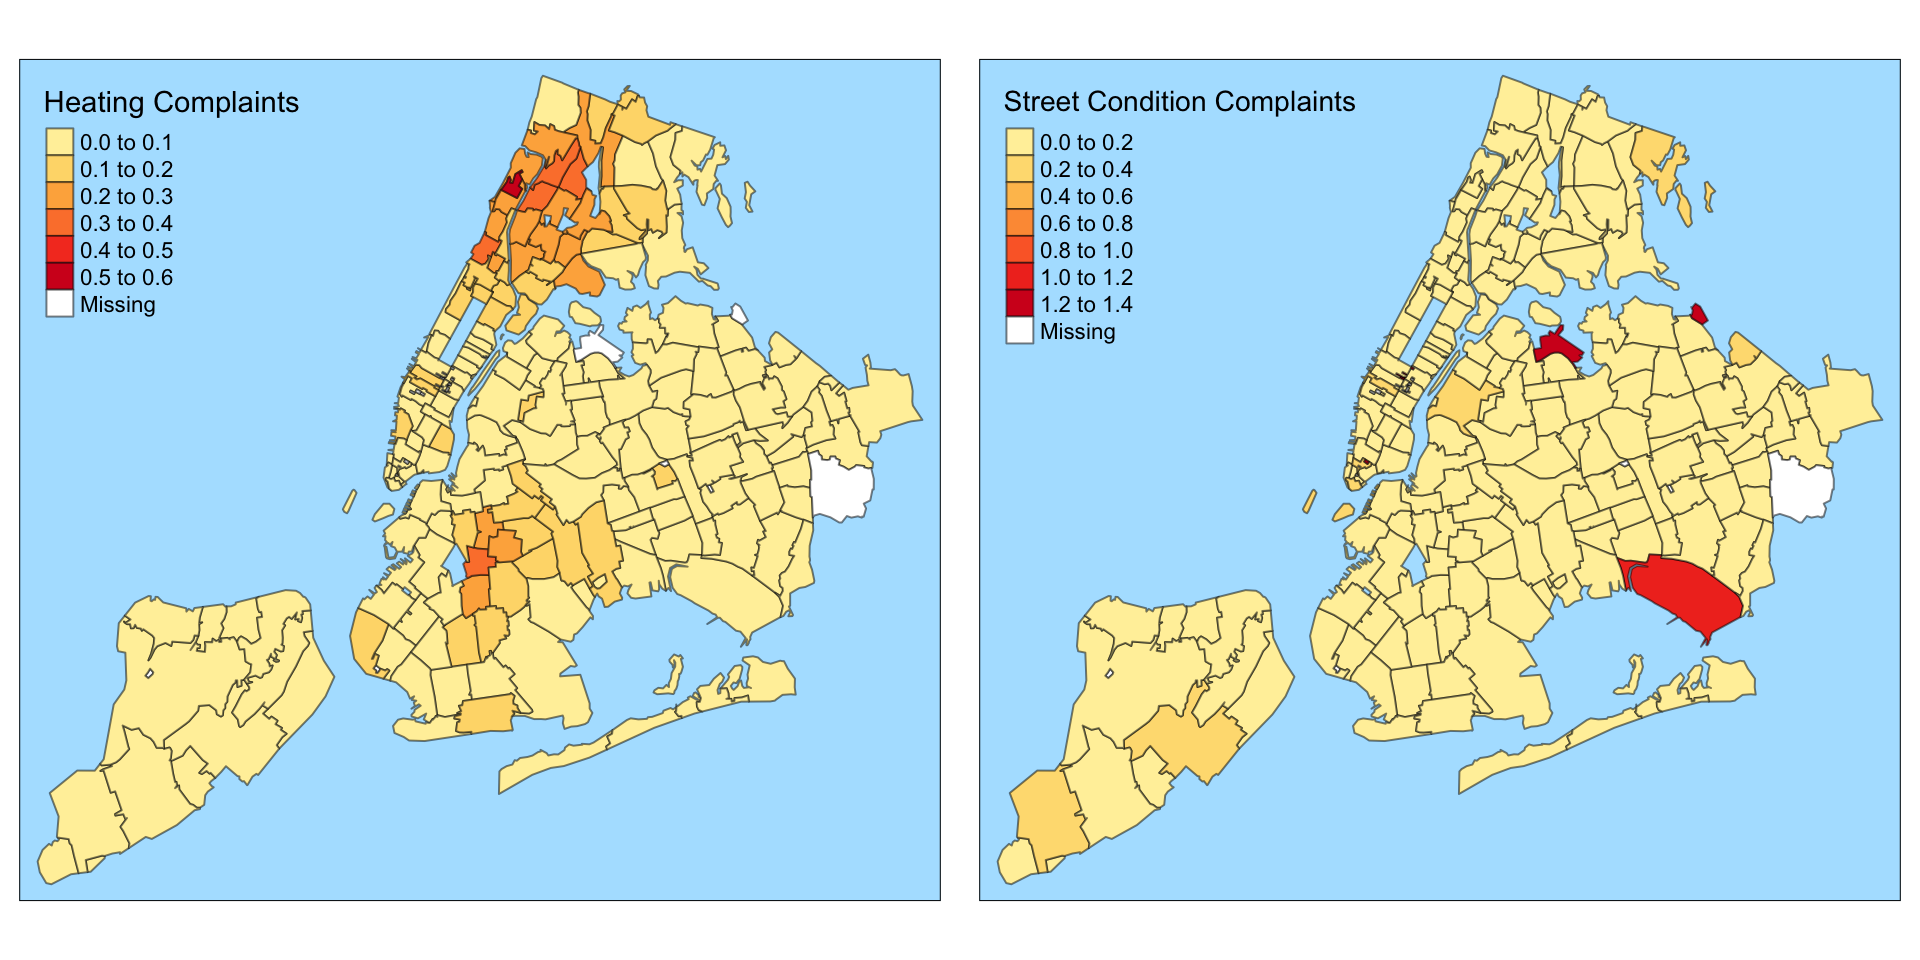 Heating Complaints
0.0 to 0.1
0.1 to 0.2
0.2 to 0.3
0.3 to 0.4
0.4 to 0.5
0.5 to 0.6
Missing
Street Condition Complaints
0.0 to 0.2
0.2 to 0.4
0.4 to 0.6
0.6 to 0.8
0.8 to 1.0
1.0 to 1.2
1.2 to 1.4
Missing